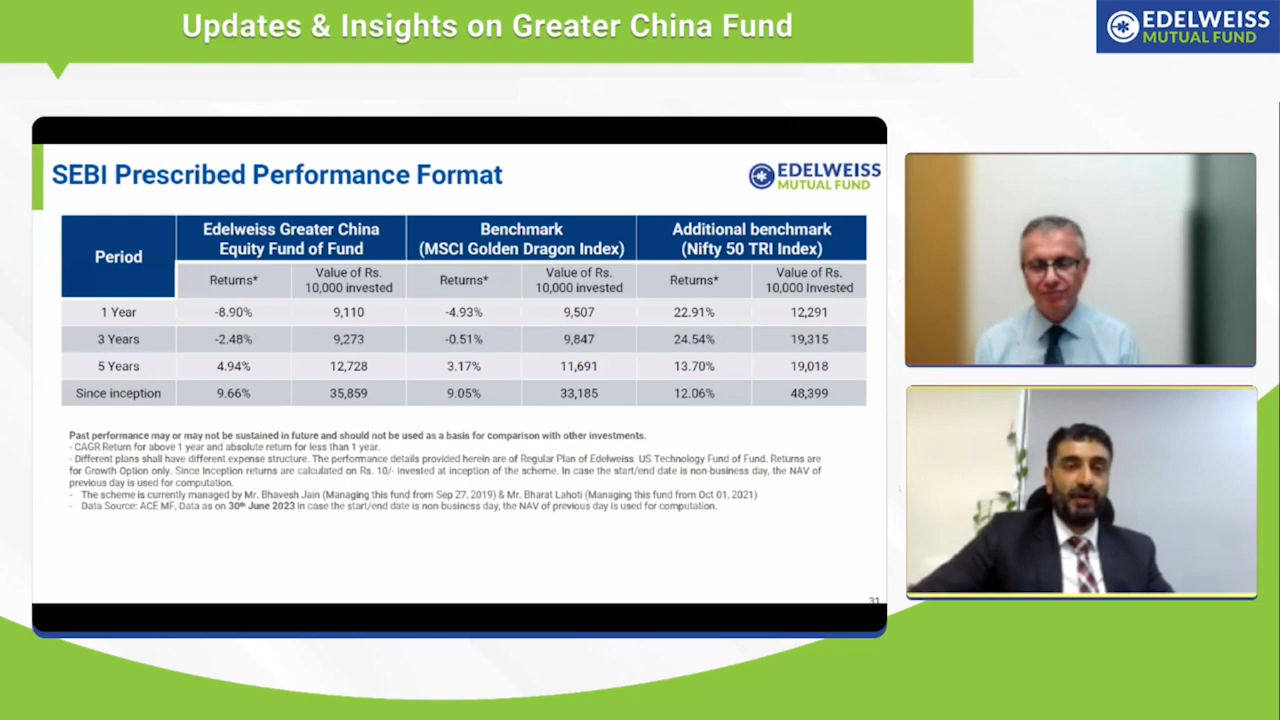 Updates & Insights on Greater China Fund
EDELWEISS
MUTUAL FUND
SEBI Prescribed Performance Format
EDELWEISS
MUTUAL FUND
Period
Edelweiss Greater China Equity Fund of Fund
Benchmark (MSCI Golden Dragon Index)
Additional benchmark (Nifty 50 TRI Index)
Returns* Value of Rs. 10,000 invested Returns* Value of Rs. 10,000 invested Returns* Value of Rs. 10,000 Invested
1 Year -8.90% 9,110 -4.93% 9,507 22.91% 12,291
3 Years -2.48% 9,273 -0.51% 9,847 24.54% 19,315
5 Years 4.94% 12,728 3.17% 11,691 13.70% 19,018
Since inception 9.66% 35,859 9.05% 33,185 12.06% 48,399
Past performance may or may not be sustained in future and should not be used as a basis for comparison with other investments.
- CAGR Return for above 1 year and absolute return for less than 1 year.
- Different plans shall have different expense structure. The performance details provided herein are of Regular Plan of Edelweiss US Technology Fund of Fund. Returns are
for Growth Option only. Since Inception returns are calculated on Rs. 10/- invested at inception of the scheme. In case the start/end date is non-business day, the NAV of
previous day is used for computation.
- The scheme is currently managed by Mr. Bhavesh Jain (Managing this fund from Sep 27, 2019) & Mr. Bharat Lahoti (Managing this fund from Oct 01, 2021)
- Data Source: ACE MF, Data as on 30th June 2023 In case the start/end date is non-business day, the NAV of previous day is used for computation.
31